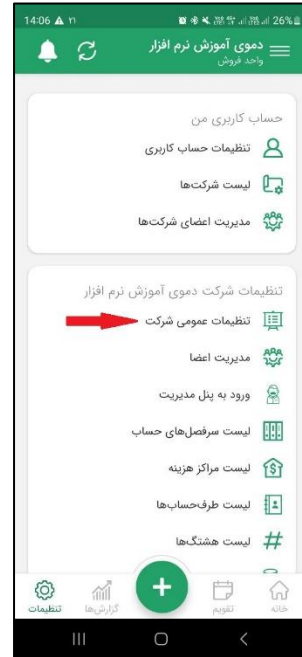 14:06 ۲۱ 26%
دموی آموزش نرم افزار
واحد فروش
حساب کاربری من
تنظیمات حساب کاربری
لیست شرکت‌ها
مدیریت اعضای شرکت‌ها
تنظیمات شرکت دموی آموزش نرم افزار
تنظیمات عمومی شرکت
مدیریت اعضا
ورود به پنل مدیریت
لیست سرفصل‌های حساب
لیست مراکز هزینه
لیست طرف‌حساب‌ها
لیست هشتگ‌ها
خانه
تقویم
گزارش‌ها
تنظیمات